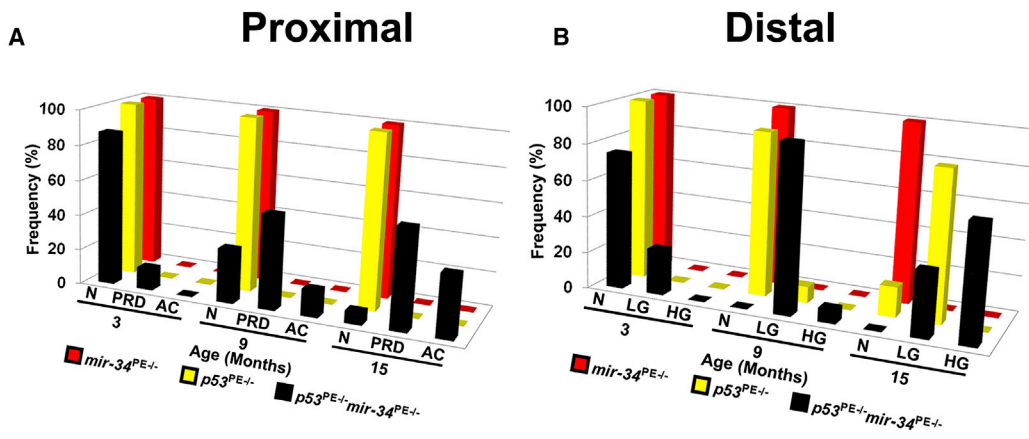 A
Proximal
Frequency (%)
100
80
60
40
20
0
N PRD AC
N PRD AC
N PRD AC
3
9
15
Age (Months)
mir-34PE-/-
p53PE-/-
p53PE-/-mir-34PE-/-
B
Distal
Frequency (%)
100
80
60
40
20
0
N LG HG
N LG HG
N LG HG
3
9
15
Age (Months)
mir-34PE-/-
p53PE-/-
p53PE-/-mir-34PE-/-